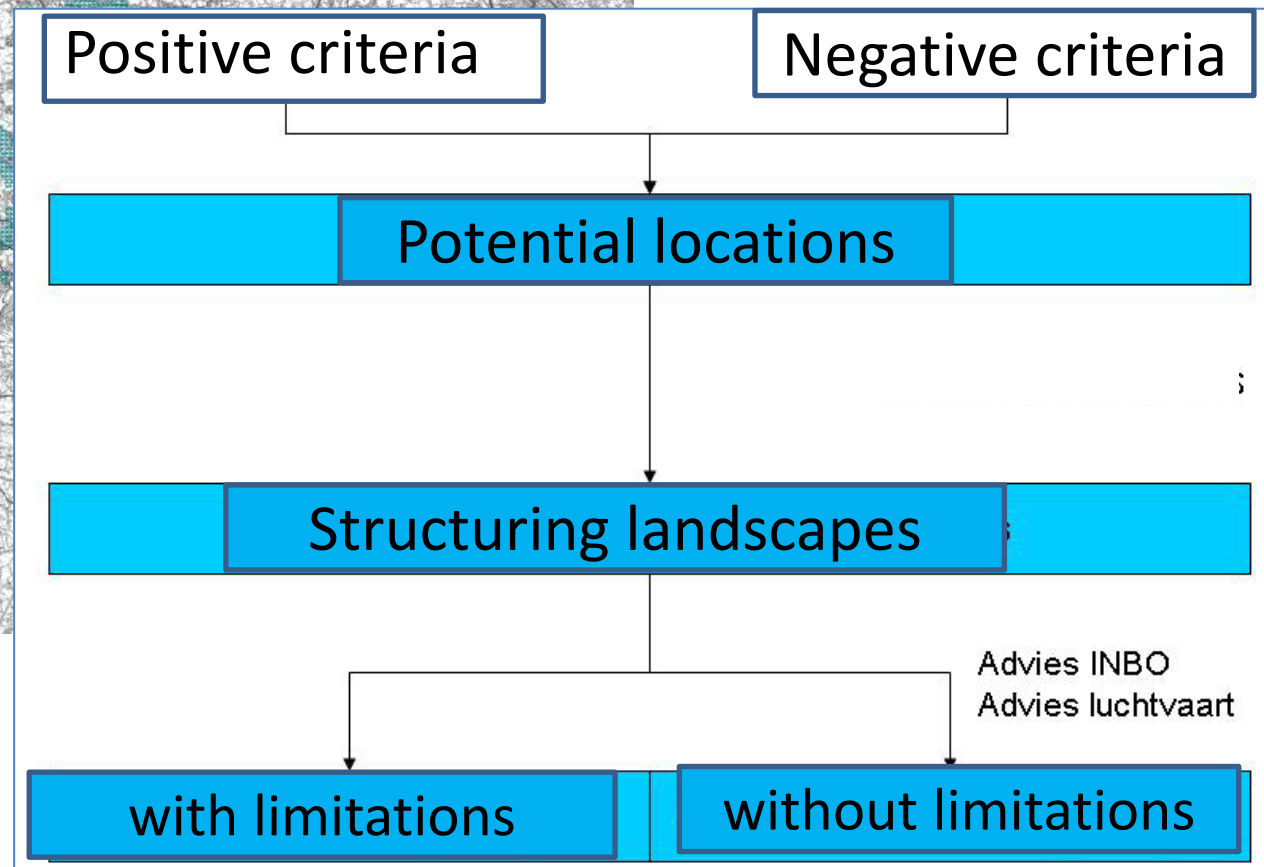 Positive criteria
Negative criteria
Potential locations
s
Structuring landscapes
s
Advies INBO
Advies luchtvaart
with limitations
without limitations